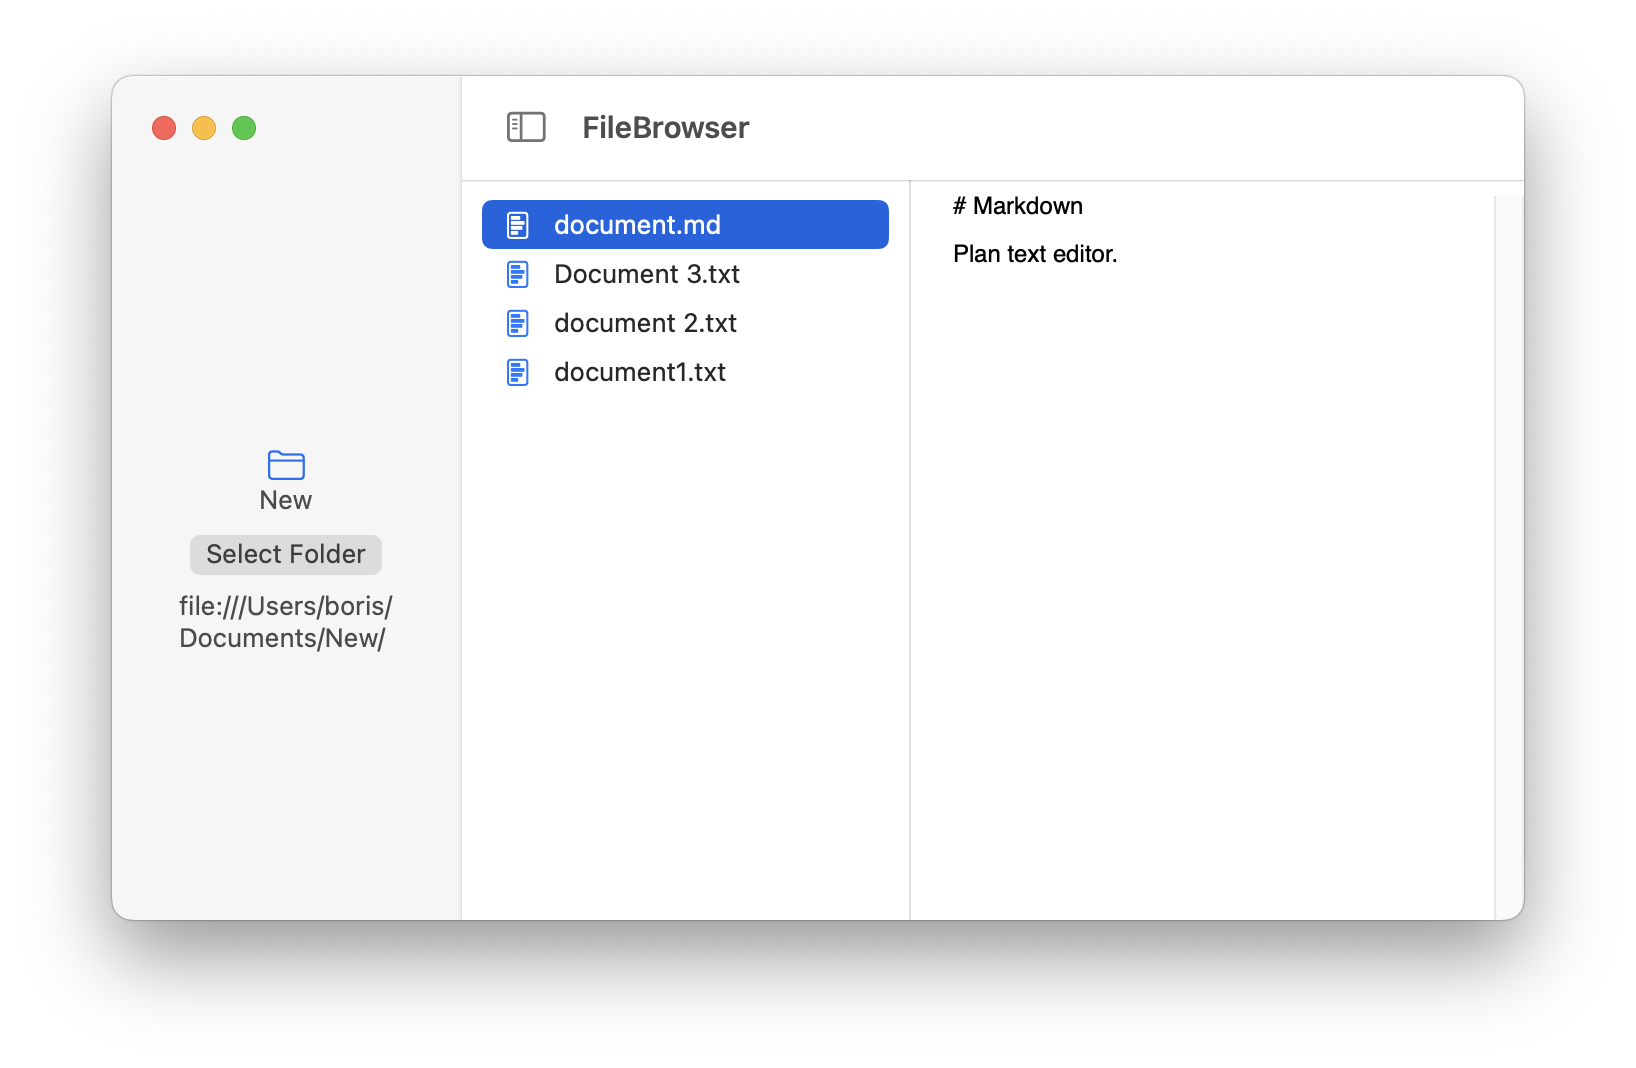 FileBrowser
New
Select Folder
file:///Users/boris/
Documents/New/
document.md
Document 3.txt
document 2.txt
document1.txt
# Markdown
Plan text editor.